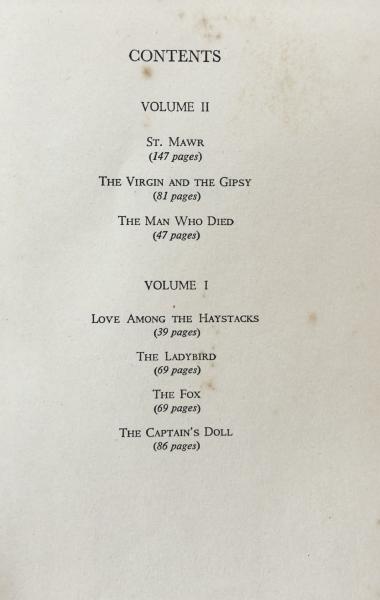 CONTENTS
VOLUME II
St. Mawr
(147 pages)
The Virgin and the Gipsy
(81 pages)
The Man Who Died
(47 pages)
VOLUME I
Love Among the Haystacks
(39 pages)
The Ladybird
(69 pages)
The Fox
(69 pages)
The Captain's Doll
(86 pages)